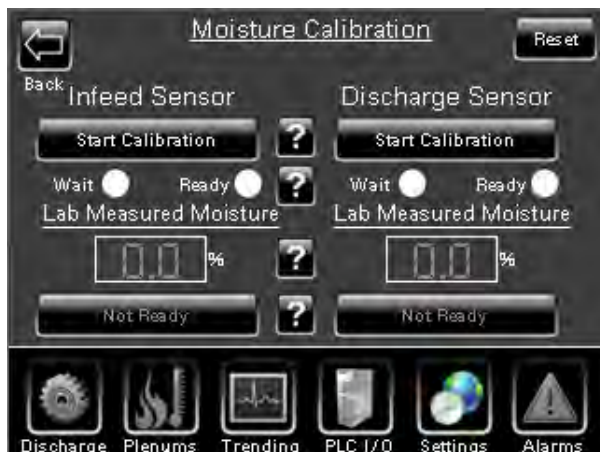 Moisture Calibration
Reset
Back
Infeed Sensor Discharge Sensor
Start Calibration ? Start Calibration
Wait Ready ? Wait Ready
Lab Measured Moisture Lab Measured Moisture
0.0 % ? 0.0 %
Not Ready ? Not Ready
Discharge Plenums Trending PLC I/O Settings Alarms